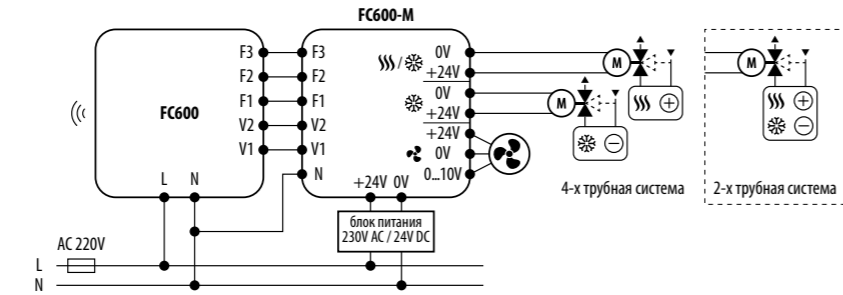 FC600-M
FC600
F3
F2
F1
V2
V1
L N
F3
F2
F1
V2
V1
N
/
0V
+24V
0V
+24V
+24V
0V
0...10V
+24V 0V
M
M
M
4-х трубная система
2-х трубная система
блок питания
230V AC / 24V DC
AC 220V
L
N